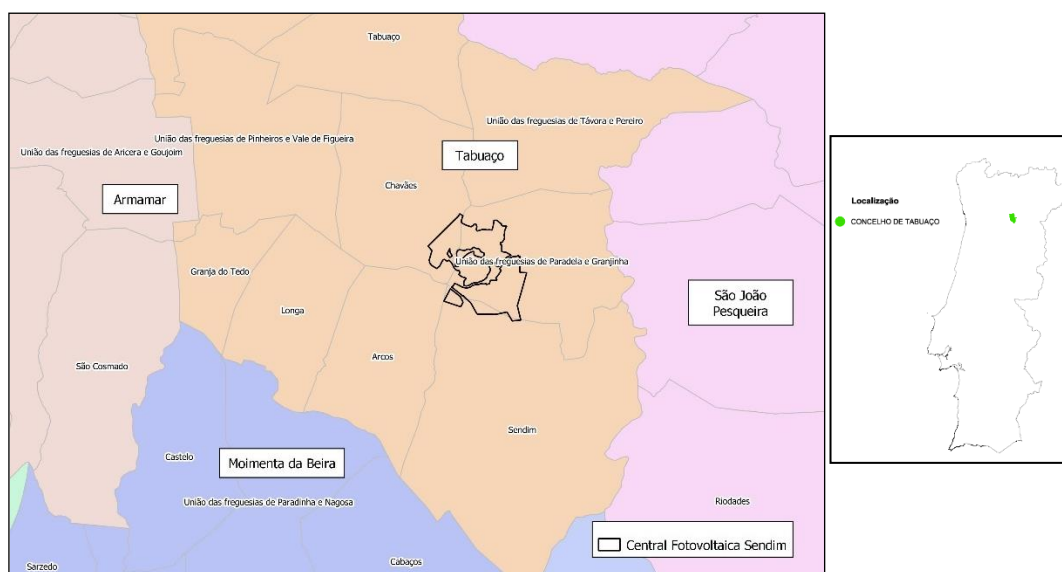 Tabuaço
União das freguesias de Távora e Pereiro
União das freguesias de Pinheiros e Vale de Figueira
União das freguesias de Aricera e Goujoim
Tabuaço
Armamar
Chavães
União das freguesias de Paradela e Granjinha
Granja do Tedo
Longa
São João
Pesqueira
Arcos
São Cosmado
Sendim
Castelo
Moimenta da Beira
União das freguesias de Paradinha e Nagosa
Riodades
Central Fotovoltaica Sendim
Cabaços
Sarzedo
Localização
CONCELHO DE TABUAÇO